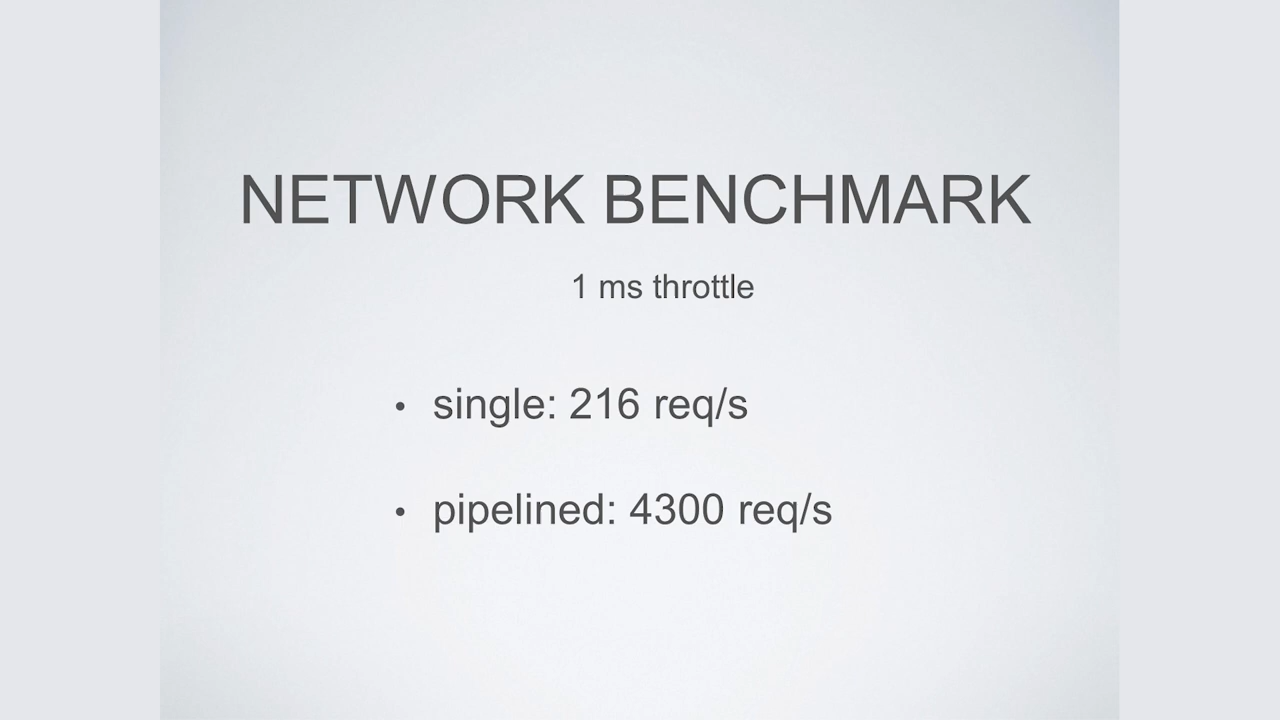 NETWORK BENCHMARK
1 ms throttle
• single: 216 req/s
• pipelined: 4300 req/s